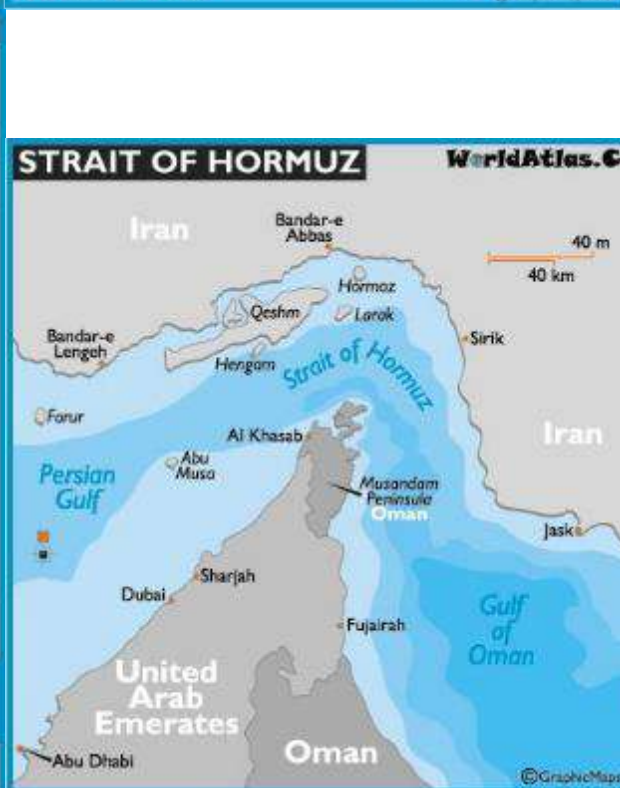 STRAIT OF HORMUZ
WorldAtlas.C
Iran
Bandar-e
Abbas
40 m
40 km
Hormoz
Qeshm
Larak
Bandar-e
Lengeh
Sirik
Hengam
Strait of Hormuz
Forur
Al Khasab
Iran
Abu
Musa
Persian
Gulf
Musandam
Peninsula
Oman
Jask
Sharjah
Dubai
Fujairah
Gulf
of
Oman
United
Arab
Emerates
Oman
Abu Dhabi
©GraphicMaps